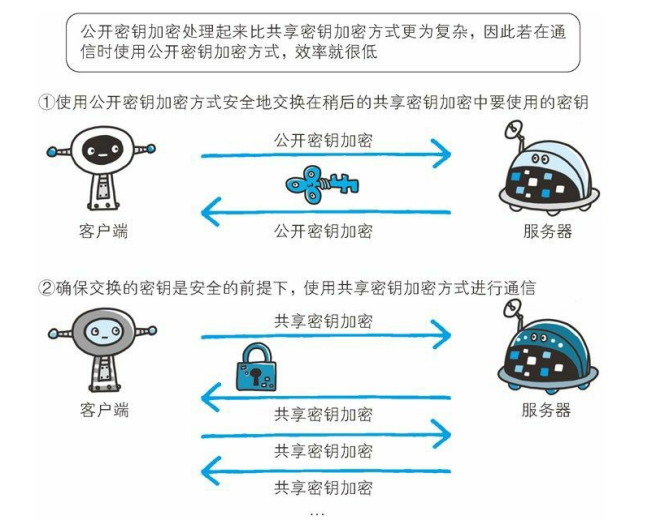 公开密钥加密处理起来比共享密钥加密方式更为复杂，因此若在通
信时使用公开密钥加密方式，效率就很低
①使用公开密钥加密方式安全地交换在稍后的共享密钥加密中要使用的密钥
公开密钥加密
公开密钥加密
客户端
服务器
②确保交换的密钥是安全的前提下，使用共享密钥加密方式进行通信
共享密钥加密
客户端
服务器
共享密钥加密
共享密钥加密
共享密钥加密
…